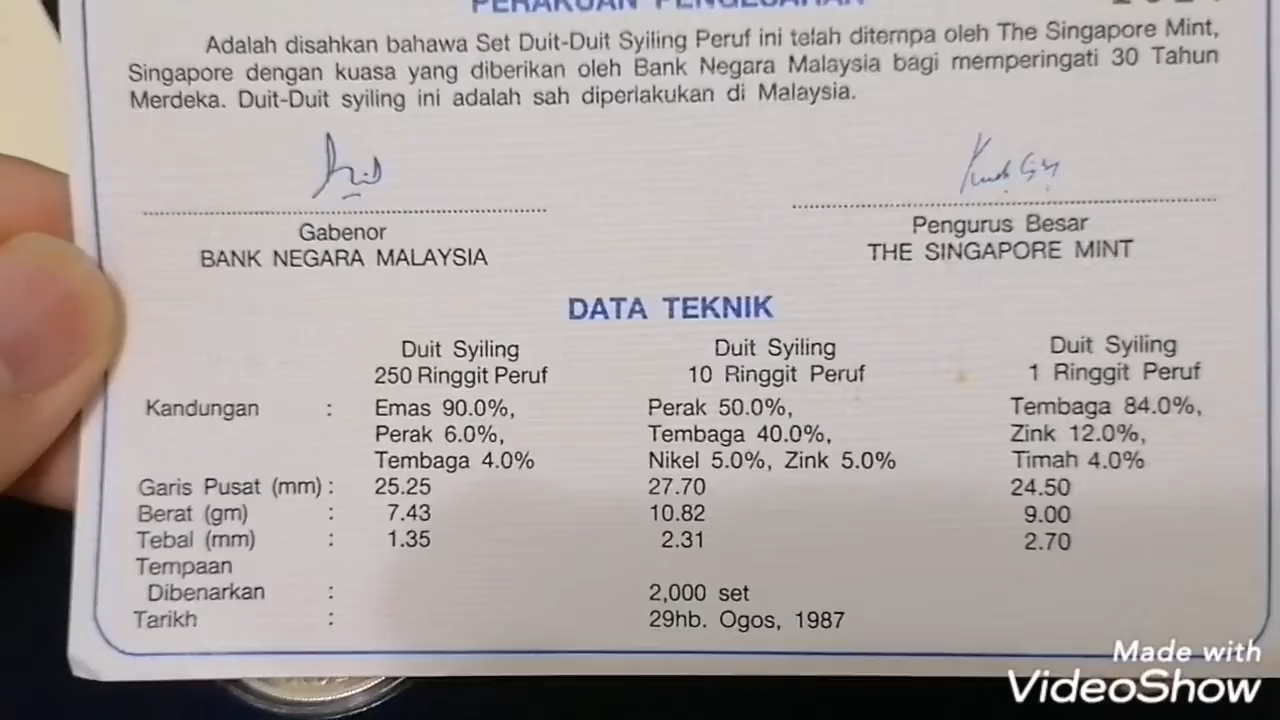 PERAKUAN PENGESAHAN
Adalah disahkan bahawa Set Duit-Duit Syiling Peruf ini telah ditempa oleh The Singapore Mint,
Singapore dengan kuasa yang diberikan oleh Bank Negara Malaysia bagi memperingati 30 Tahun
Merdeka. Duit-Duit syiling ini adalah sah diperlakukan di Malaysia.
Gabenor
BANK NEGARA MALAYSIA
Pengurus Besar
THE SINGAPORE MINT
DATA TEKNIK
Duit Syiling 250 Ringgit Peruf
Duit Syiling 10 Ringgit Peruf
Duit Syiling 1 Ringgit Peruf
Kandungan : Emas 90.0%, Perak 50.0%, Tembaga 84.0%,
Perak 6.0%, Tembaga 40.0%, Zink 12.0%,
Tembaga 4.0% Nikel 5.0%, Zink 5.0% Timah 4.0%
Garis Pusat (mm) : 25.25 27.70 24.50
Berat (gm) : 7.43 10.82 9.00
Tebal (mm) : 1.35 2.31 2.70
Tempaan
Dibenarkan : 2,000 set
Tarikh : 29hb. Ogos, 1987
Made with
VideoShow